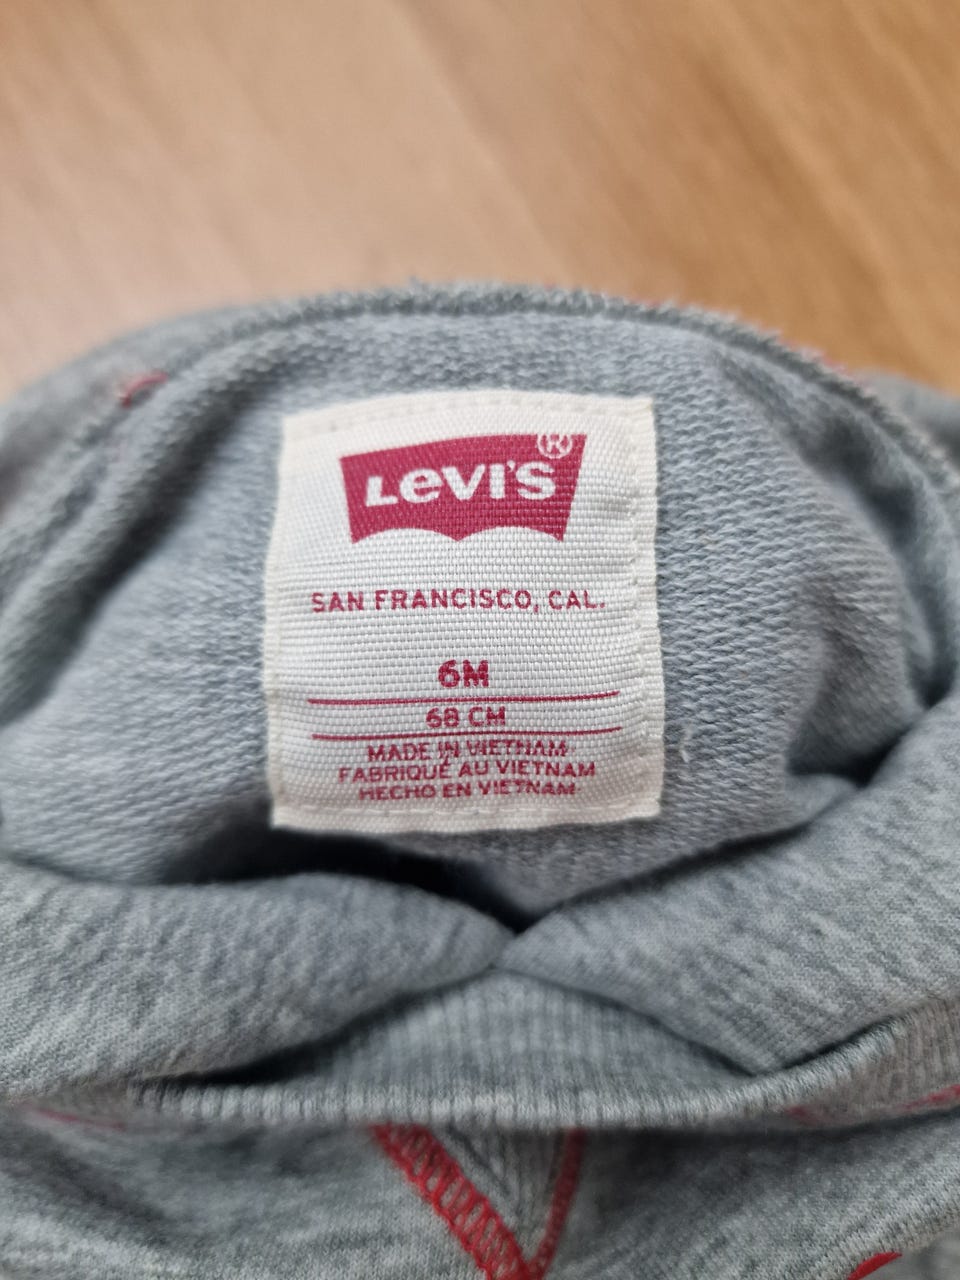 LEVI'S®
SAN FRANCISCO, CAL.
6M
68 CM
MADE IN VIETNAM
FABRIQUÉ AU VIETNAM
HECHO EN VIETNAM